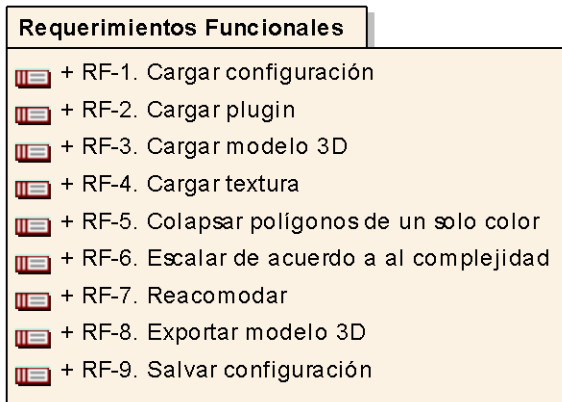 Requerimientos Funcionales
+ RF-1. Cargar configuración
+ RF-2. Cargar plugin
+ RF-3. Cargar modelo 3D
+ RF-4. Cargar textura
+ RF-5. Colapsar polígonos de un solo color
+ RF-6. Escalar de acuerdo a al complejidad
+ RF-7. Reacomodar
+ RF-8. Exportar modelo 3D
+ RF-9. Salvar configuración